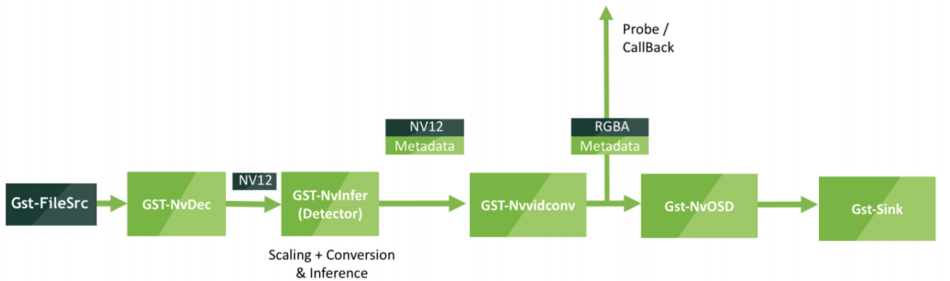 Probe /
CallBack
NV12
Metadata
RGBA
Metadata
Gst-FileSrc
GST-NvDec
NV12
GST-NvInfer
(Detector)
Scaling + Conversion
& Inference
GST-Nvvidconv
Gst-NvOSD
Gst-Sink